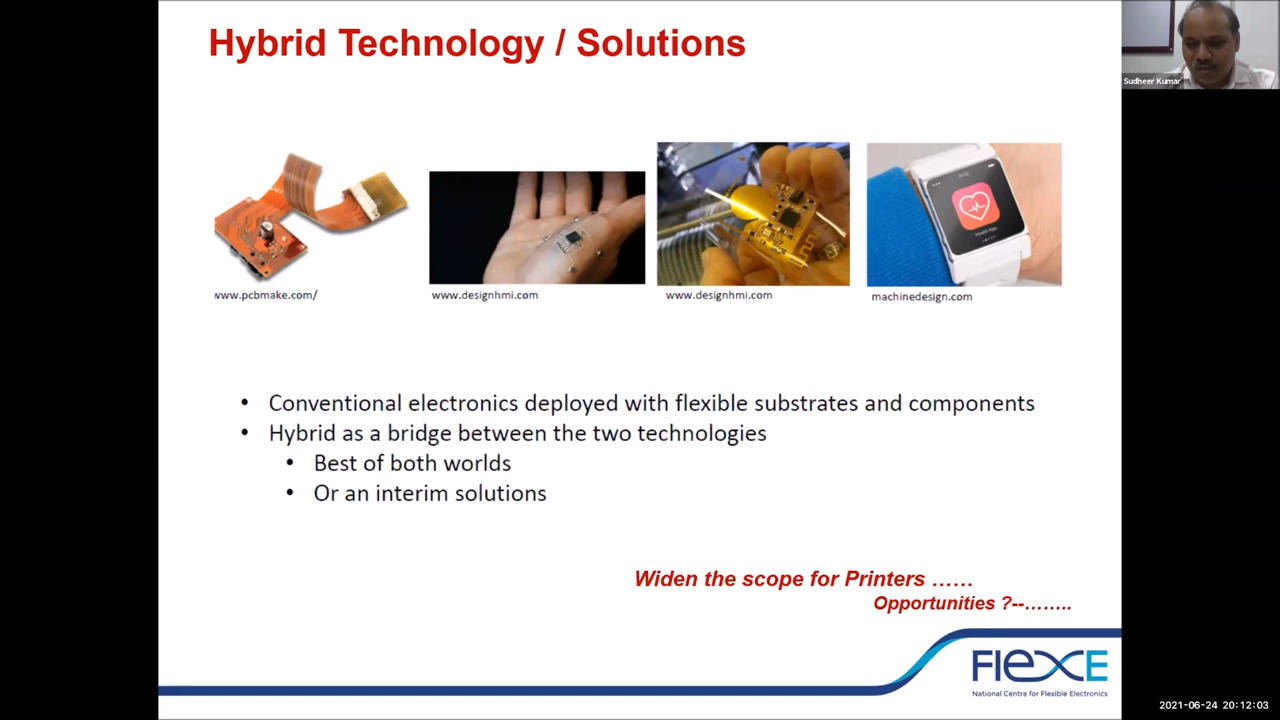 Hybrid Technology / Solutions
Sudheer Kumar
www.pcbmake.com/
www.designhmi.com
www.designhmi.com
machinedesign.com
• Conventional electronics deployed with flexible substrates and components
• Hybrid as a bridge between the two technologies
• Best of both worlds
• Or an interim solutions
Widen the scope for Printers ......
Opportunities ?--........
FlexE
National Centre for Flexible Electronics
2021-06-24 20:12:03